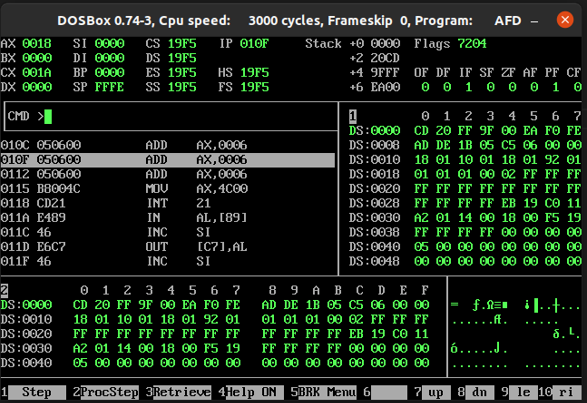 DOSBox 0.74-3, Cpu speed: 3000 cycles, Frameskip 0, Program: AFD
AX 0018 SI 0000 CS 19F5 IP 010F Stack +0 0000 Flags 7204
BX 0000 DI 0000 DS 19F5 +2 20CD
CX 001A BP 0000 ES 19F5 HS 19F5 +4 9FFF OF DF IF SF ZF AF PF CF
DX 0000 SP FFFE SS 19F5 FS 19F5 +6 EA00 0 0 1 0 0 0 1 0
CMD >
010C 050600 ADD AX,0006
010F 050600 ADD AX,0006
0112 050600 ADD AX,0006
0115 B8004C MOV AX,4C00
0118 CD21 INT 21
011A E489 IN AL,[89]
011C 46 INC SI
011D E6C7 OUT [C7],AL
011F 46 INC SI
1 0 1 2 3 4 5 6 7
DS:0000 CD 20 FF 9F 00 EA F0 FE
DS:0008 AD DE 1B 05 C5 06 00 00
DS:0010 18 01 10 01 18 01 92 01
DS:0018 01 01 01 00 02 FF FF FF
DS:0020 FF FF FF FF FF FF FF FF
DS:0028 FF FF FF FF EB 19 C0 11
DS:0030 A2 01 14 00 18 00 F5 19
DS:0038 FF FF FF FF 00 00 00 00
DS:0040 05 00 00 00 00 00 00 00
DS:0048 00 00 00 00 00 00 00 00
2 0 1 2 3 4 5 6 7 8 9 A B C D E F
DS:0000 CD 20 FF 9F 00 EA F0 FE AD DE 1B 05 C5 06 00 00
DS:0010 18 01 10 01 18 01 92 01 01 01 01 00 02 FF FF FF
DS:0020 FF FF FF FF FF FF FF FF FF FF FF FF EB 19 C0 11
DS:0030 A2 01 14 00 18 00 F5 19 FF FF FF FF 00 00 00 00
DS:0040 05 00 00 00 00 00 00 00 00 00 00 00 00 00 00 00
1 Step 2 ProcStep 3 Retrieve 4 Help ON 5 BRK Menu 6 7 up 8 dn 9 le 10 ri